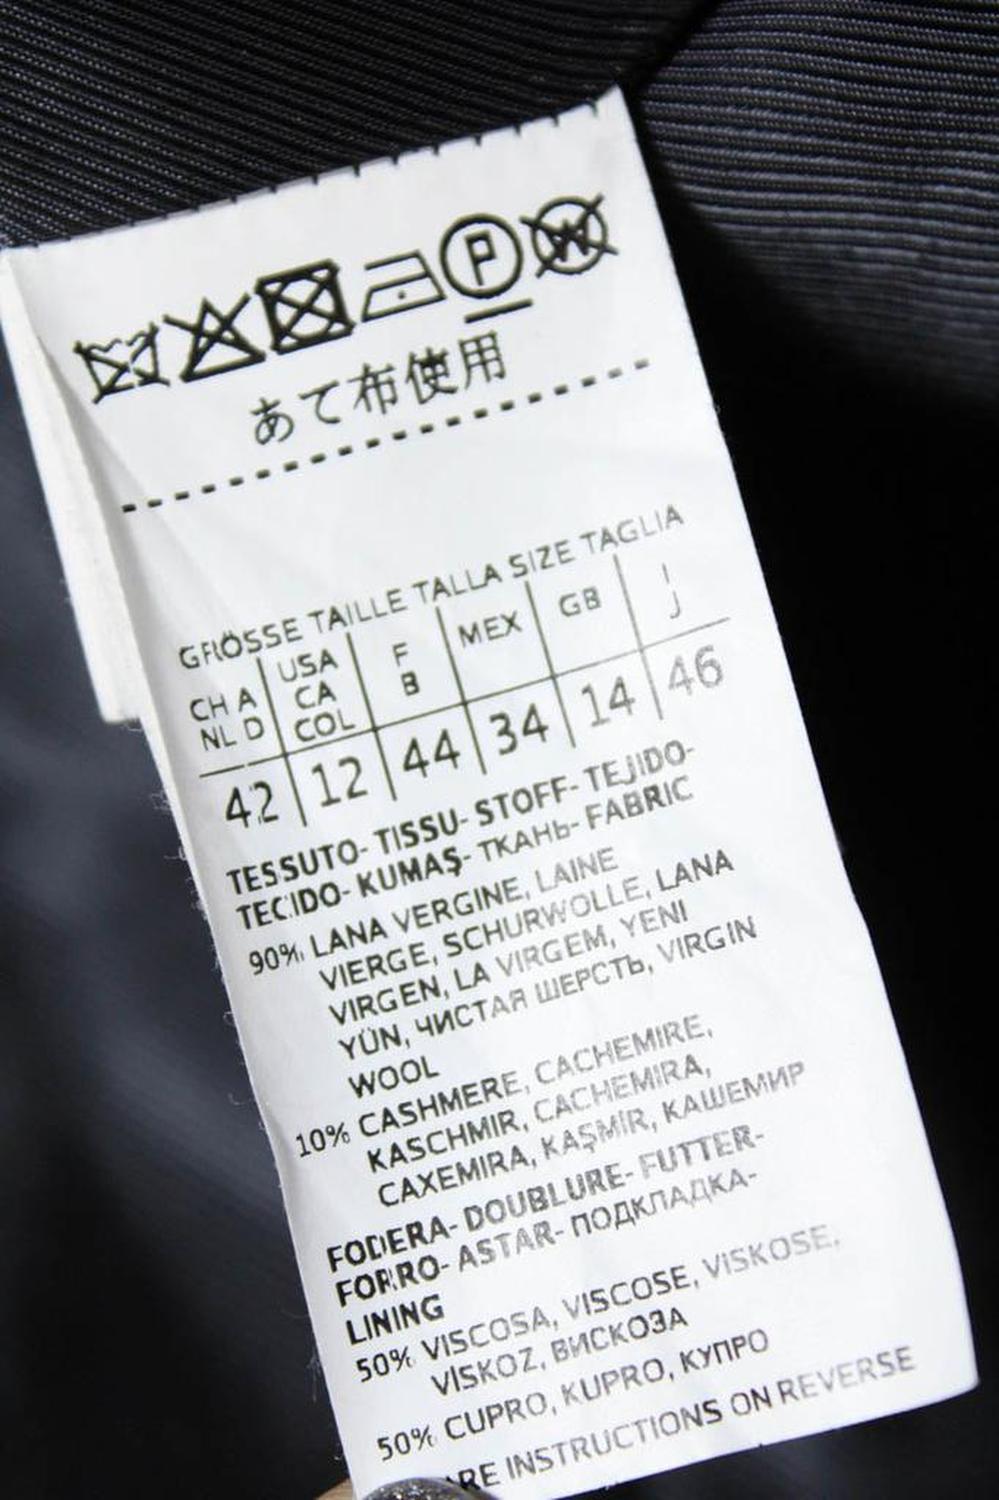 P W
あて布使用
GRÖSSE TAILLE TALLA SIZE TAGLIA
CH A NL D USA CA COL F B MEX GB I J
42 12 44 34 14 46
TESSUTO- TISSU- STOFF- TEJIDO-
TECIDO- KUMAŞ- ТКАНЬ- FABRIC
90% LANA VERGINE, LAINE
VIERGE, SCHURWOLLE, LANA
VIRGEN, LA VIRGEM, YENI
YÜN, ЧИСТАЯ ШЕРСТЬ, VIRGIN
WOOL
10% CASHMERE, CACHEMIRE,
KASCHMIR, CACHEMIRA,
CAXEMIRA, KAŞMİR, КАШЕМИР
FODERA- DOUBLURE- FUTTER-
FORRO- ASTAR- ПОДКЛАДКА-
LINING
50% VISCOSA, VISCOSE, VISKOSE,
VİSKOZ, ВИСКОЗА
50% CUPRO, KUPRO, КУПРО
ARE INSTRUCTIONS ON REVERSE